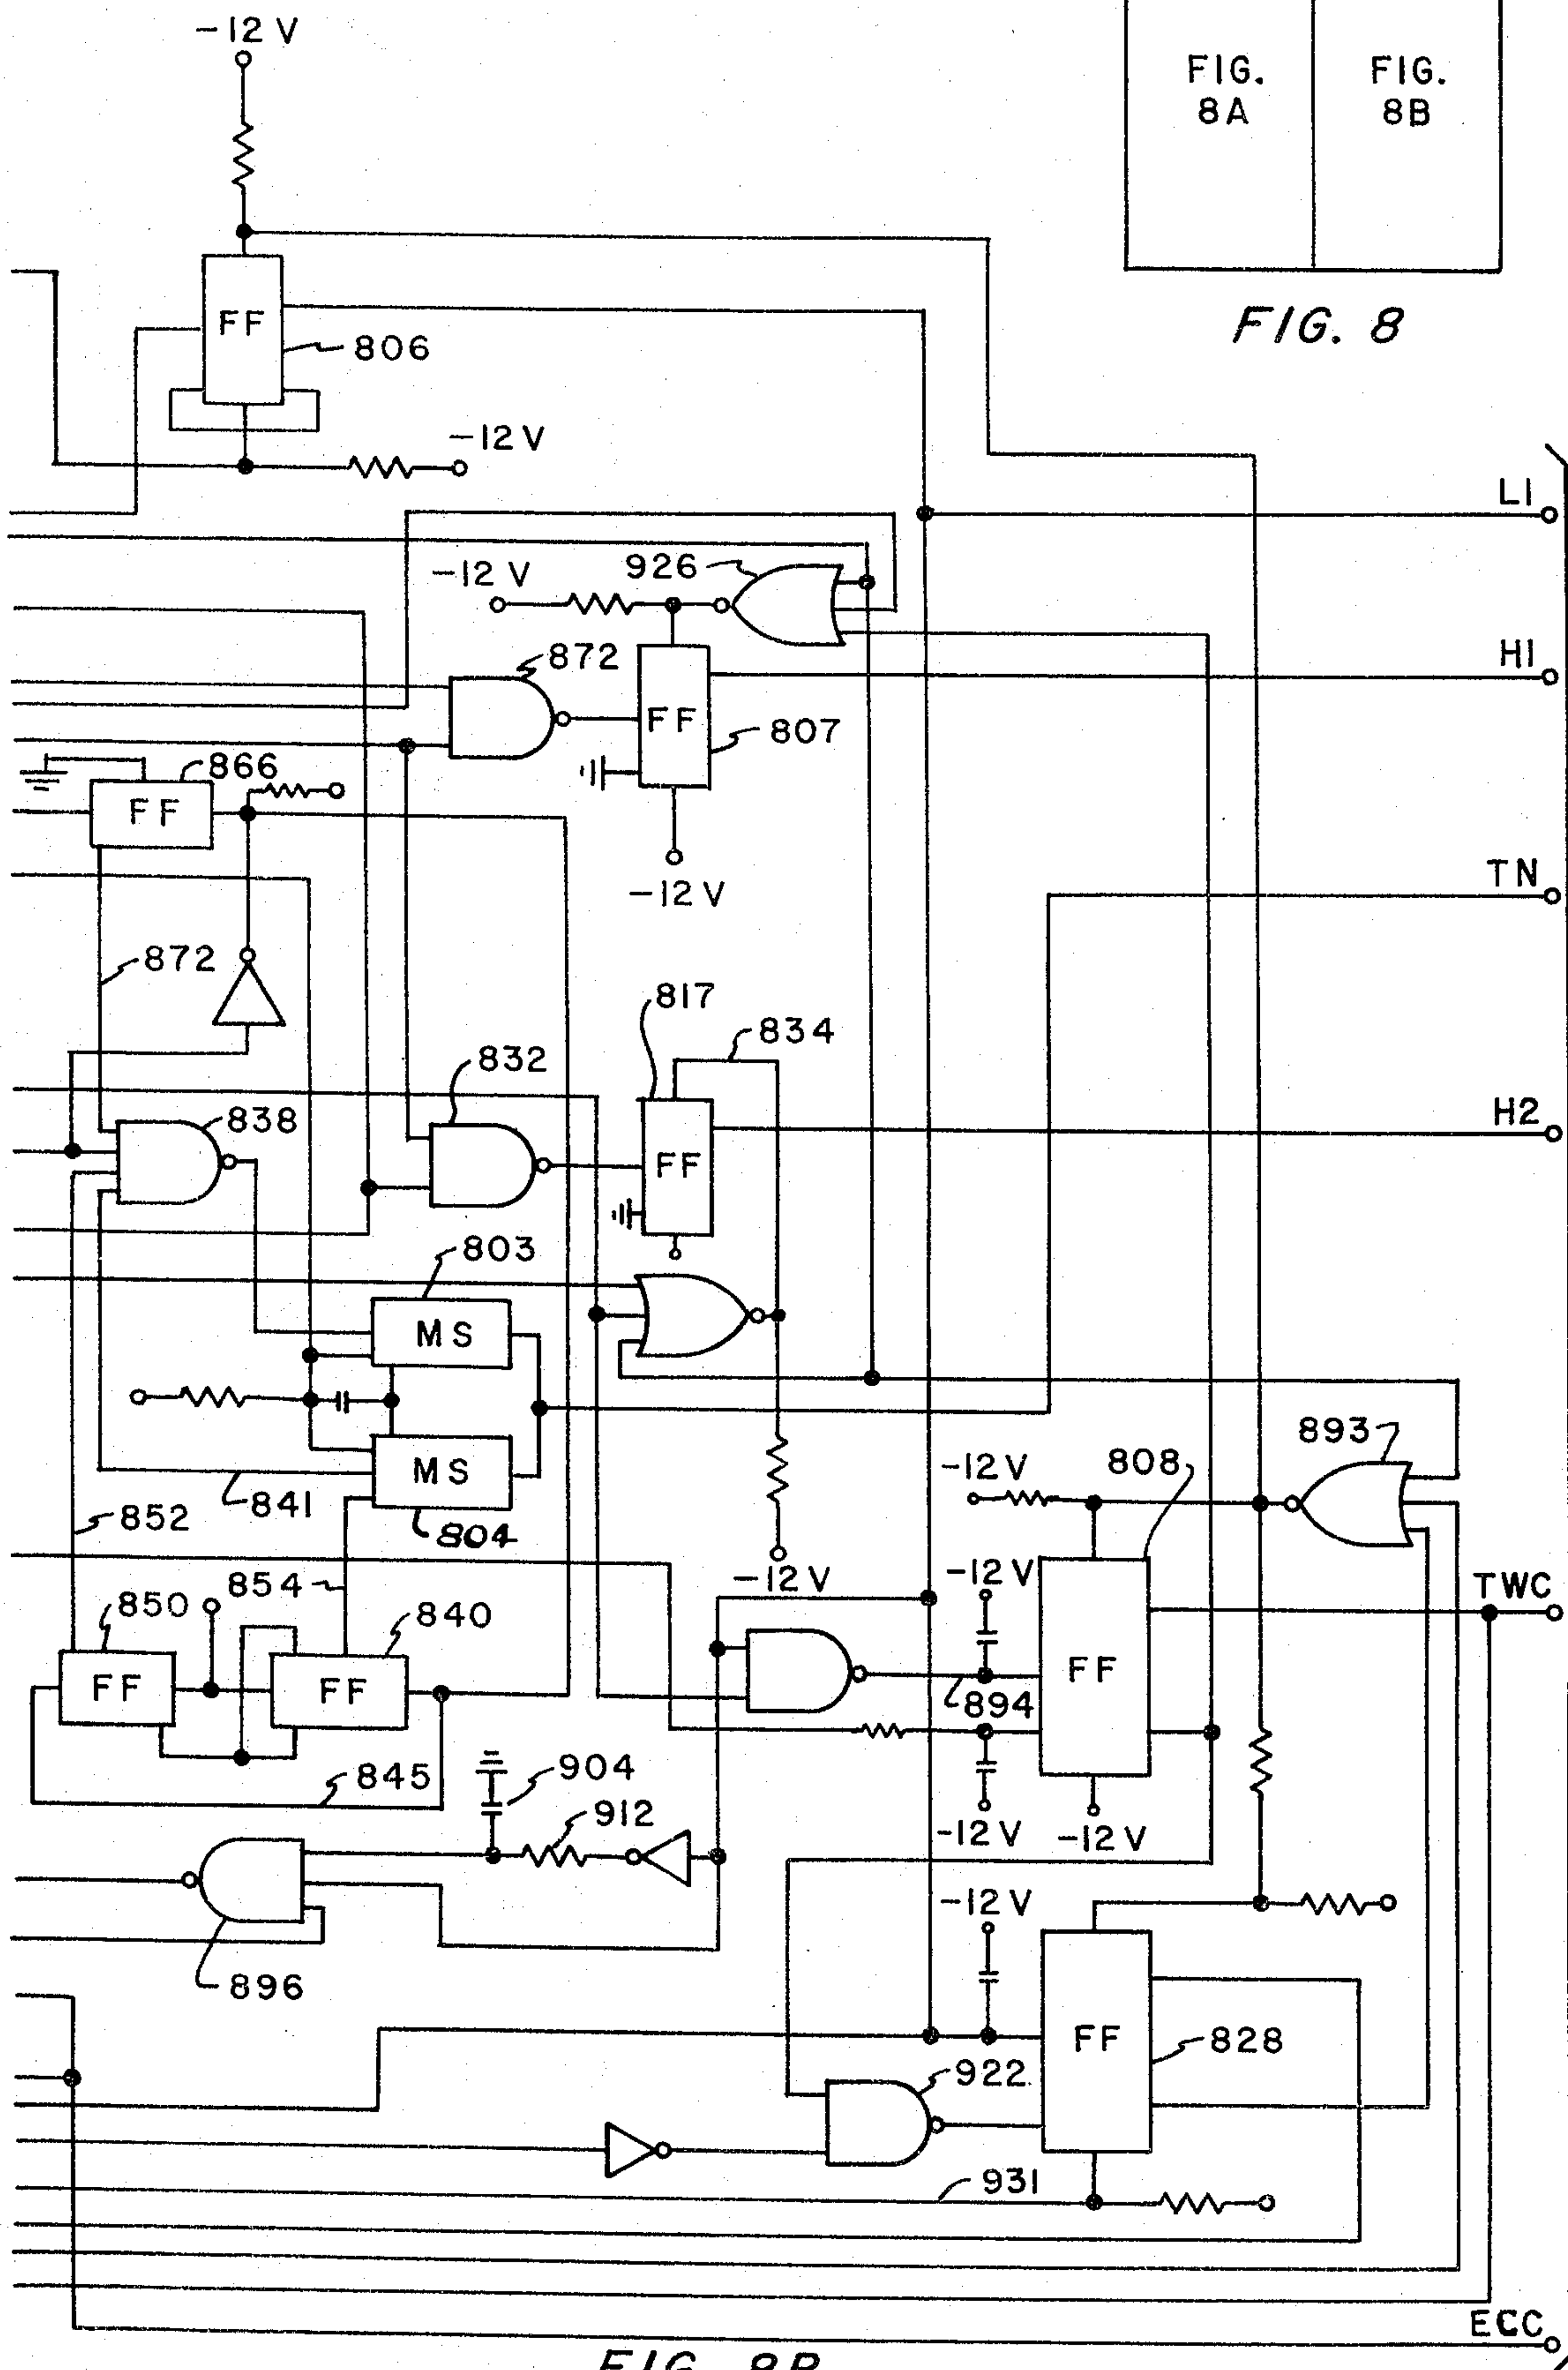 -12 V
FIG.
8A
FIG.
8B
FIG. 8
FF
806
-12 V
L1
-12 V
926
872
H1
FF
807
866
FF
-12 V
TN
872
817
834
832
838
H2
FF
803
MS
893
-12 V
808
MS
841
852
804
-12 V
-12 V
854
TWC
850
840
FF
FF
FF
894
845
904
912
-12 V
-12 V
-12 V
896
FF
828
922
931
ECC
FIG. 8B